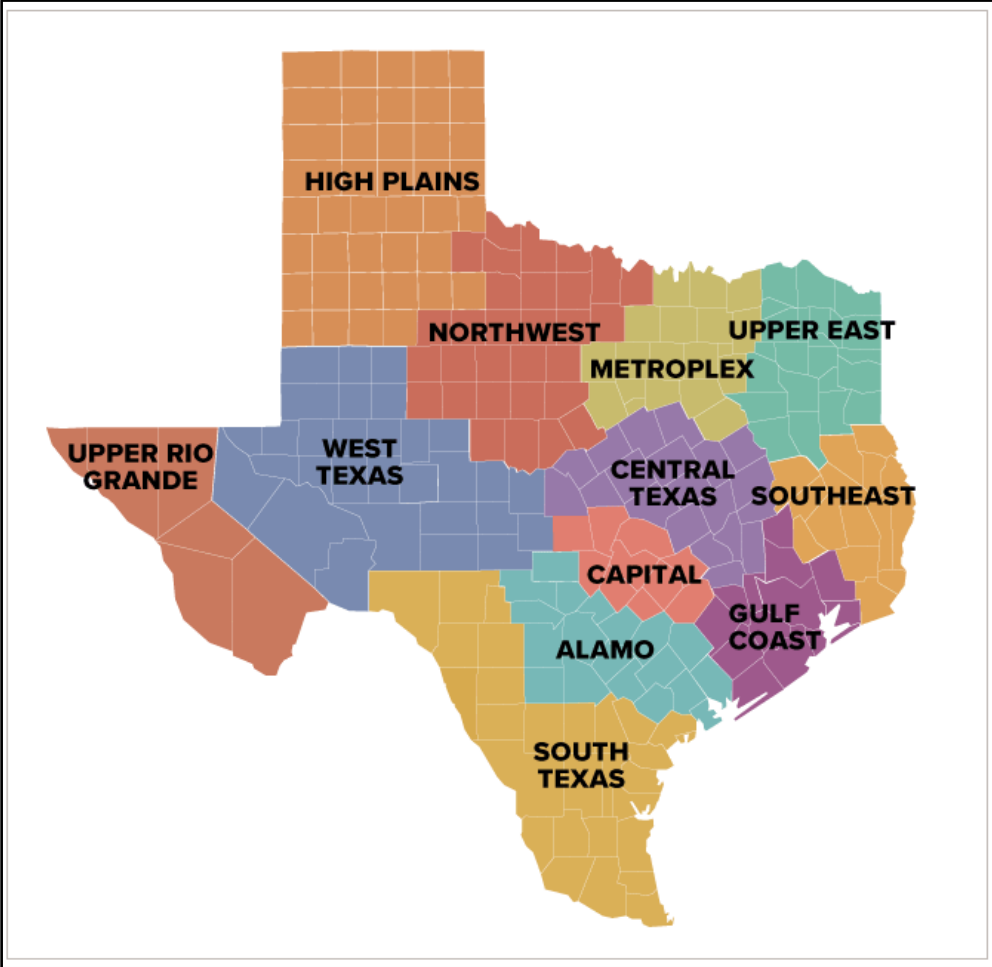 HIGH PLAINS
NORTHWEST
UPPER EAST
METROPLEX
UPPER RIO
GRANDE
WEST
TEXAS
CENTRAL
TEXAS
SOUTHEAST
CAPITAL
GULF
COAST
ALAMO
SOUTH
TEXAS